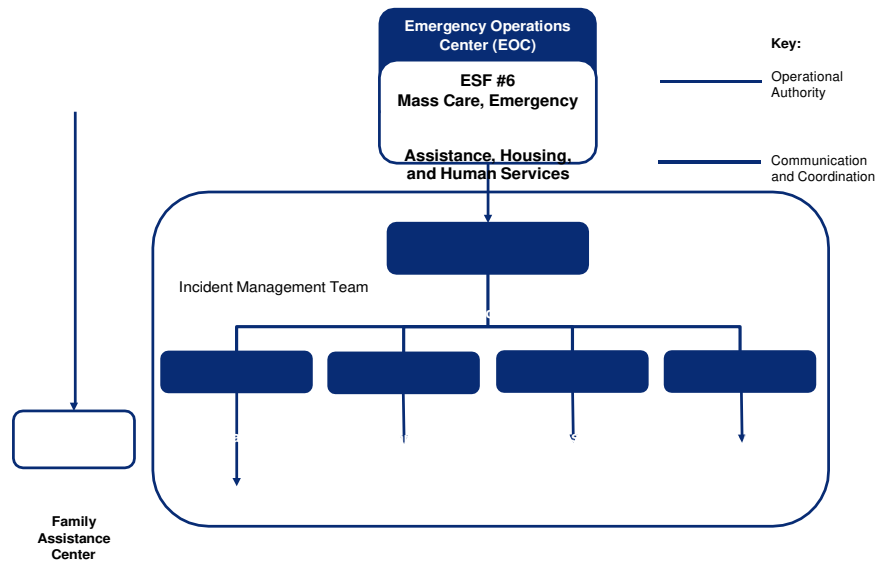 Emergency Operations
Center (EOC)
ESF #6
Mass Care, Emergency
Assistance, Housing,
and Human Services
Key:
Operational
Authority
Communication
and Coordination
Incident Management Team
Family
Assistance
Center